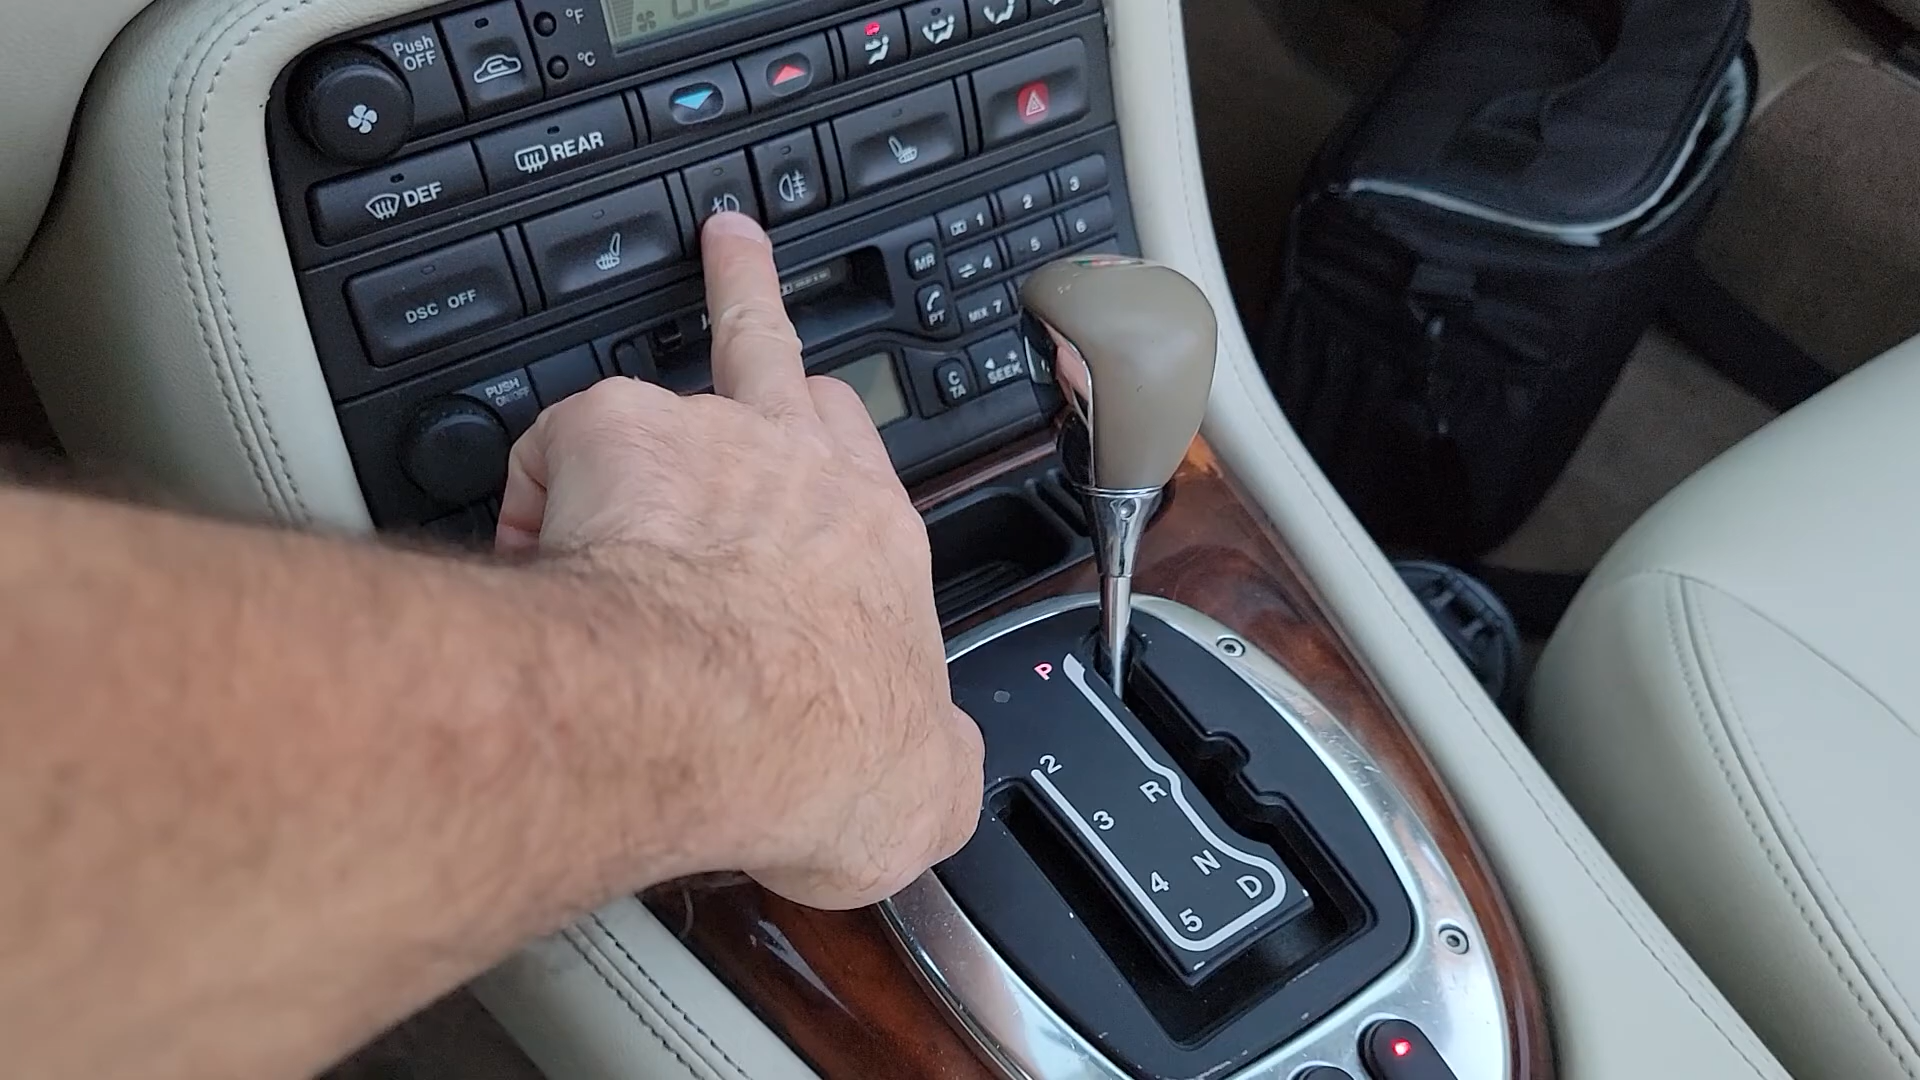 Push
OFF
°F
°C
REAR
DEF
DSC OFF
1
2
3
MR
4
5
6
PT
MIX 7
PUSH
ON/OFF
C
TA
SEEK
P
2
R
3
N
4
D
5